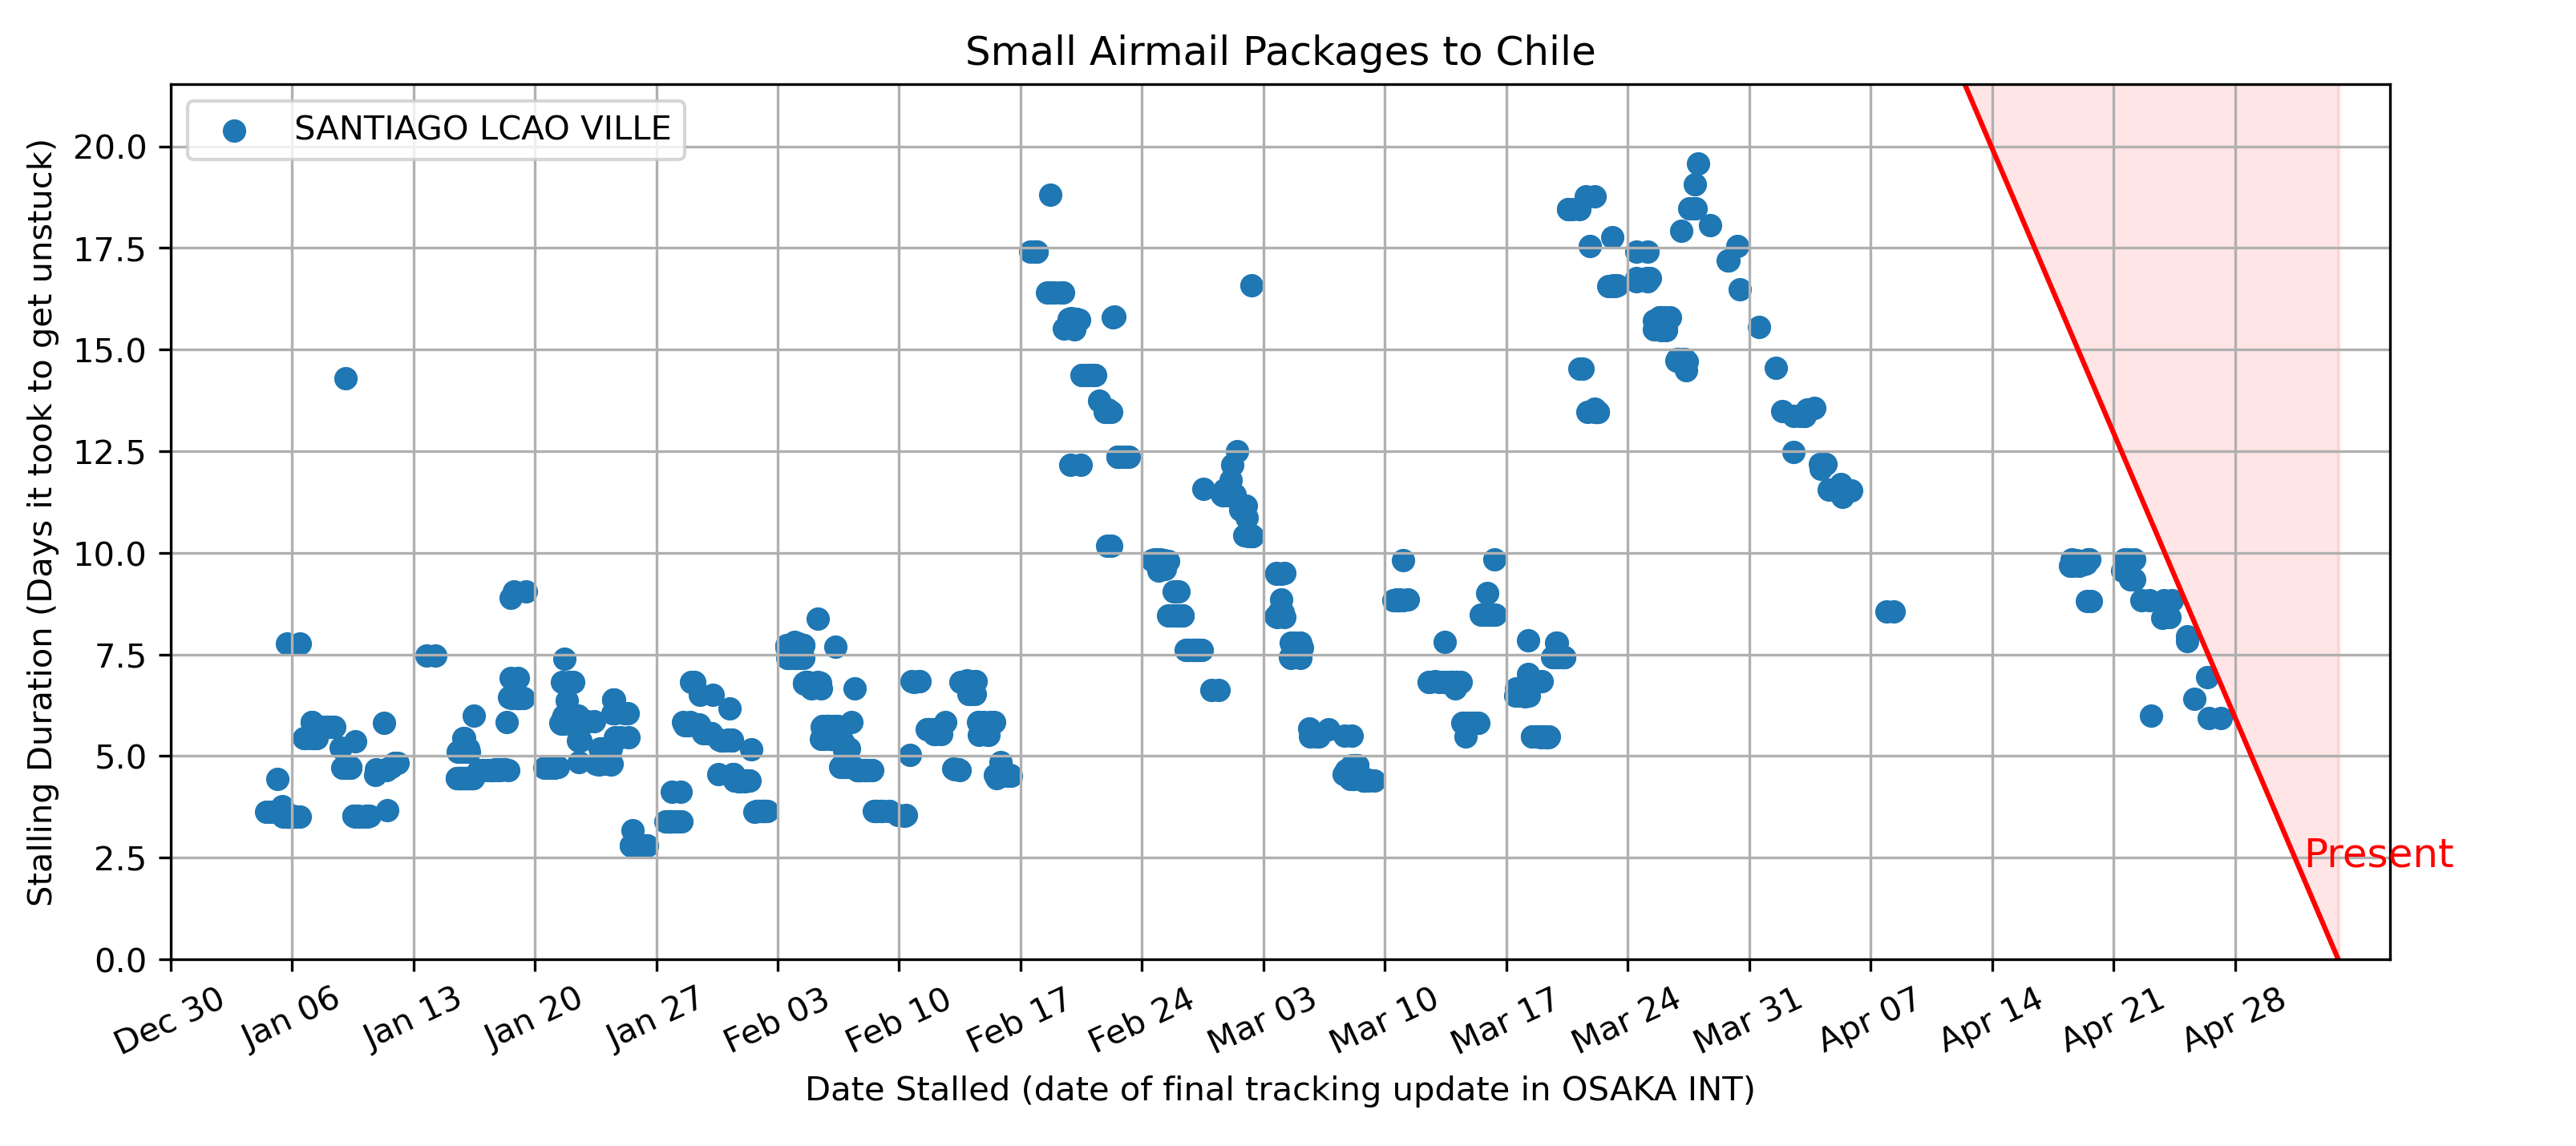 Small Airmail Packages to Chile
SANTIAGO LCAO VILLE
Stalling Duration (Days it took to get unstuck)
20.0
17.5
15.0
12.5
10.0
7.5
5.0
2.5
0.0
Present
Dec 30
Jan 06
Jan 13
Jan 20
Jan 27
Feb 03
Feb 10
Feb 17
Feb 24
Mar 03
Mar 10
Mar 17
Mar 24
Mar 31
Apr 07
Apr 14
Apr 21
Apr 28
Date Stalled (date of final tracking update in OSAKA INT)